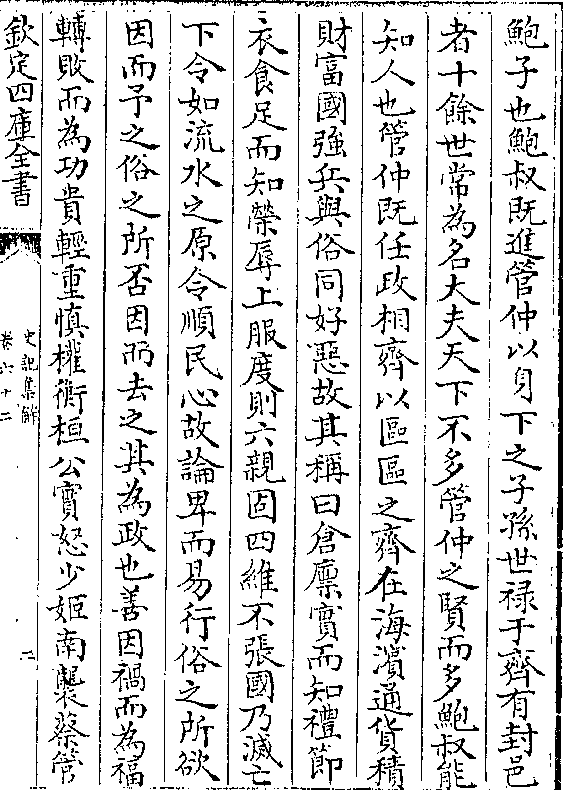 鮑子也鮑叔既進管仲以身下之子孫世禄于齊有封邑
者十餘世常為名大夫天下不多管仲之賢而多鮑叔能
知人也管仲既任政相齊以區區之齊在海濱通貨積
財富國強兵與俗同好惡故其稱曰倉廪實而知禮節
衣食足而知榮辱上服度則六親固四維不張國乃滅亡
下令如流水之原令順民心故論卑而易行俗之所欲
因而予之俗之所否因而去之其為政也善因禍而為福
轉敗而為功貴輕重慎權衡桓公實怒少姬南襲蔡管
欽定四庫全書
史記集解
卷六十二
二